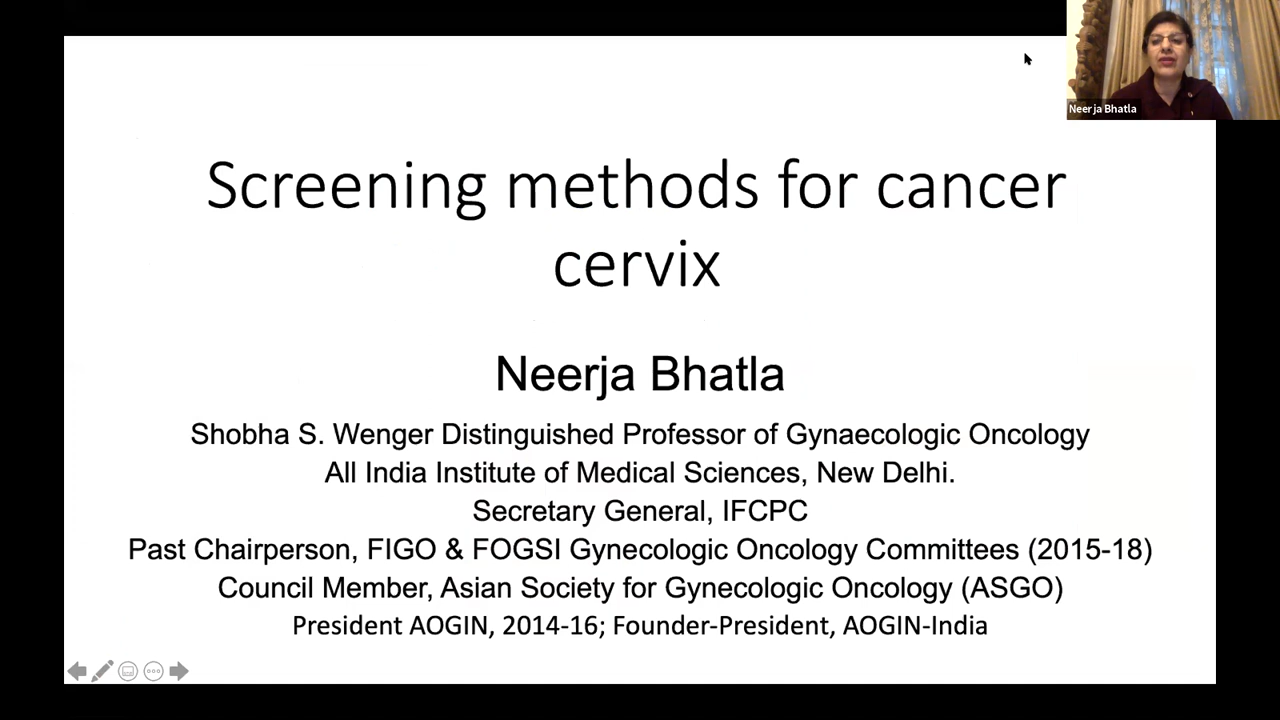 Neerja Bhatla
Screening methods for cancer
cervix
Neerja Bhatla
Shobha S. Wenger Distinguished Professor of Gynaecologic Oncology
All India Institute of Medical Sciences, New Delhi.
Secretary General, IFCPC
Past Chairperson, FIGO & FOGSI Gynecologic Oncology Committees (2015-18)
Council Member, Asian Society for Gynecologic Oncology (ASGO)
President AOGIN, 2014-16; Founder-President, AOGIN-India